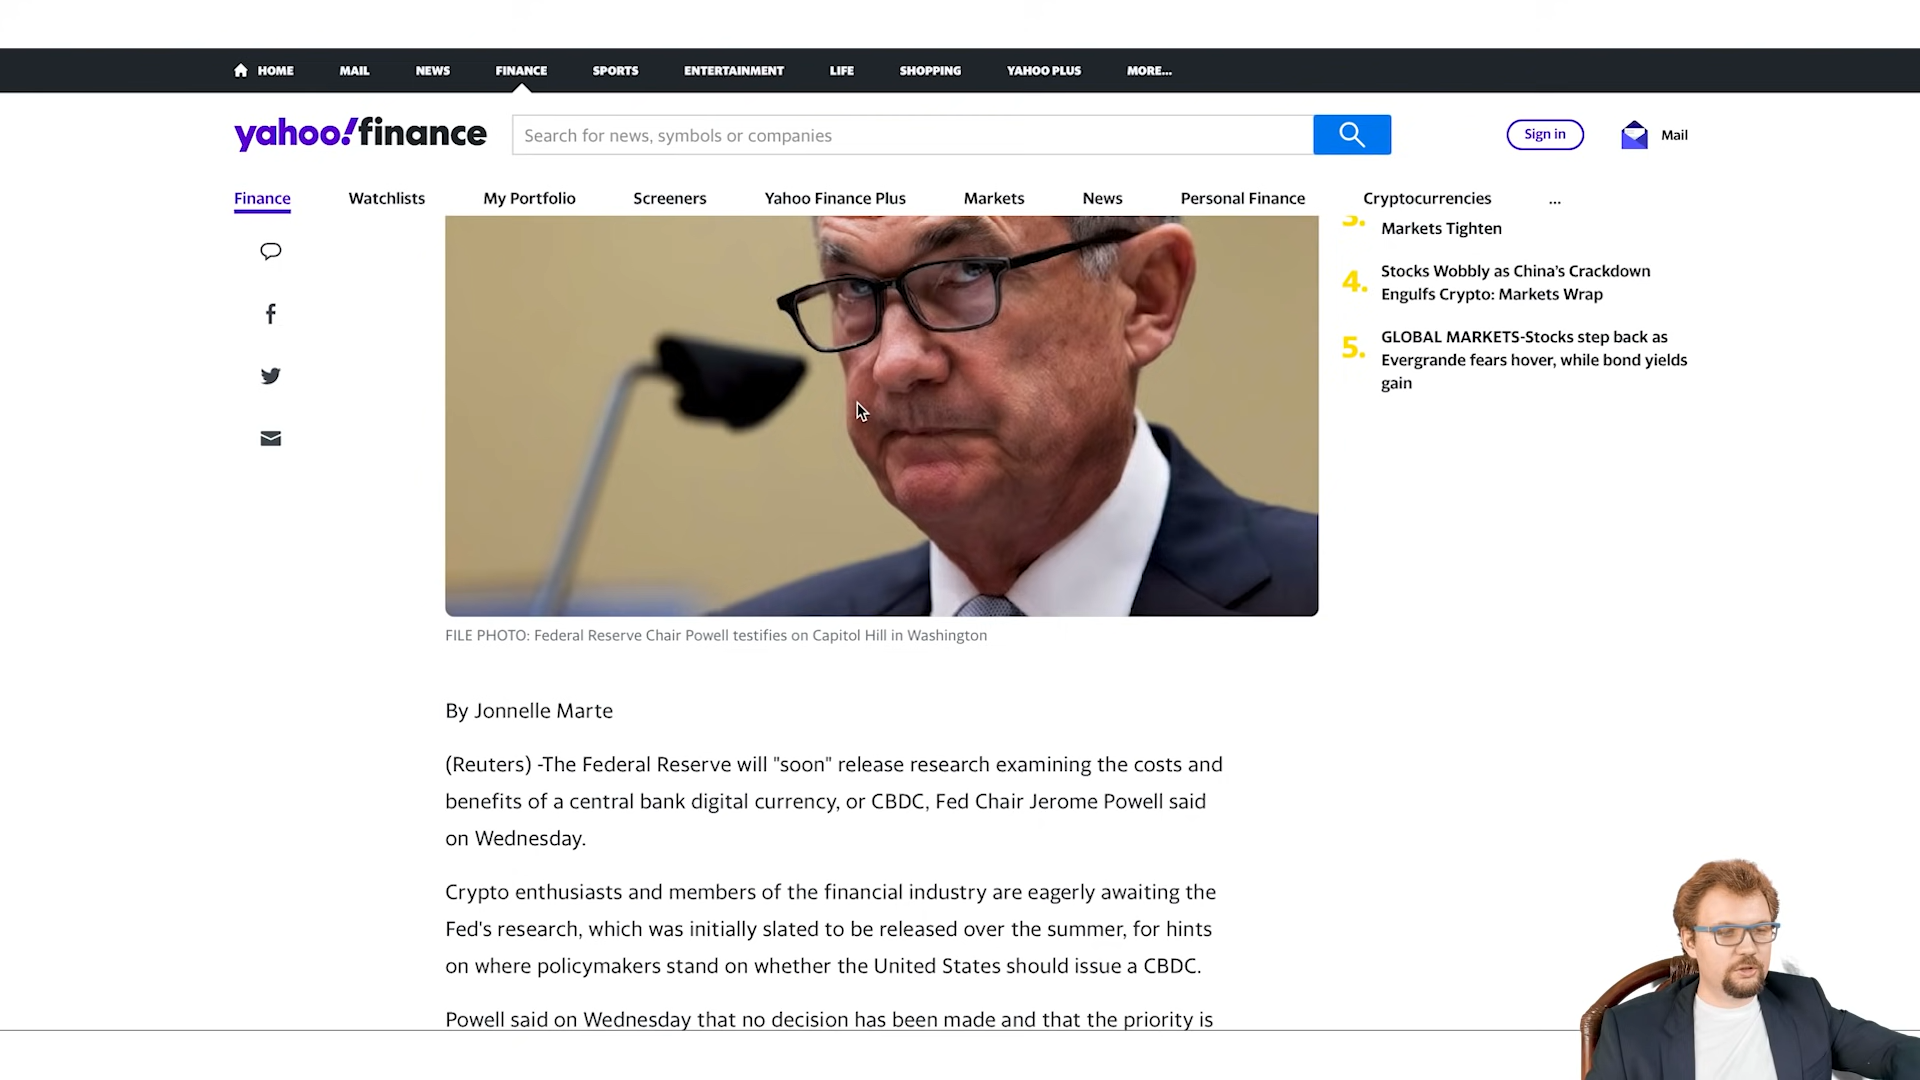 HOME MAIL NEWS FINANCE SPORTS ENTERTAINMENT LIFE SHOPPING YAHOO PLUS MORE...
yahoo!finance Search for news, symbols or companies Sign in Mail
Finance Watchlists My Portfolio Screeners Yahoo Finance Plus Markets News Personal Finance Cryptocurrencies ...
3. Markets Tighten
4. Stocks Wobbly as China's Crackdown
Engulfs Crypto: Markets Wrap
5. GLOBAL MARKETS-Stocks step back as
Evergrande fears hover, while bond yields
gain
FILE PHOTO: Federal Reserve Chair Powell testifies on Capitol Hill in Washington
By Jonnelle Marte
(Reuters) -The Federal Reserve will "soon" release research examining the costs and
benefits of a central bank digital currency, or CBDC, Fed Chair Jerome Powell said
on Wednesday.
Crypto enthusiasts and members of the financial industry are eagerly awaiting the
Fed's research, which was initially slated to be released over the summer, for hints
on where policymakers stand on whether the United States should issue a CBDC.
Powell said on Wednesday that no decision has been made and that the priority is